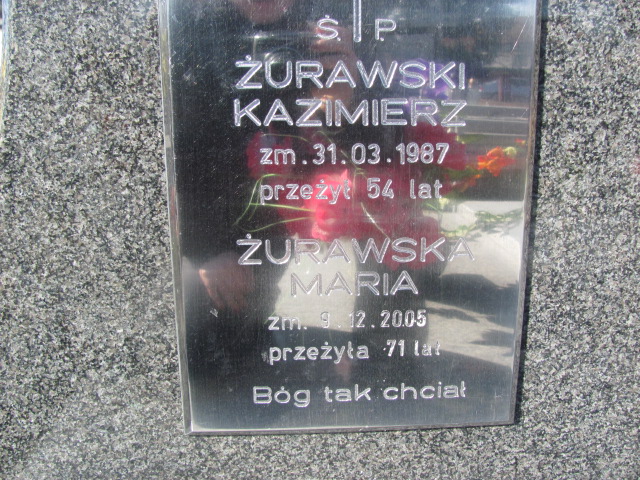 Ś. P.
ŻURAWSKI
KAZIMIERZ
zm. 31.03.1987
przeżył 54 lat
ŻURAWSKA
MARIA
zm. 9.12.2005
przeżyła 71 lat
Bóg tak chciał